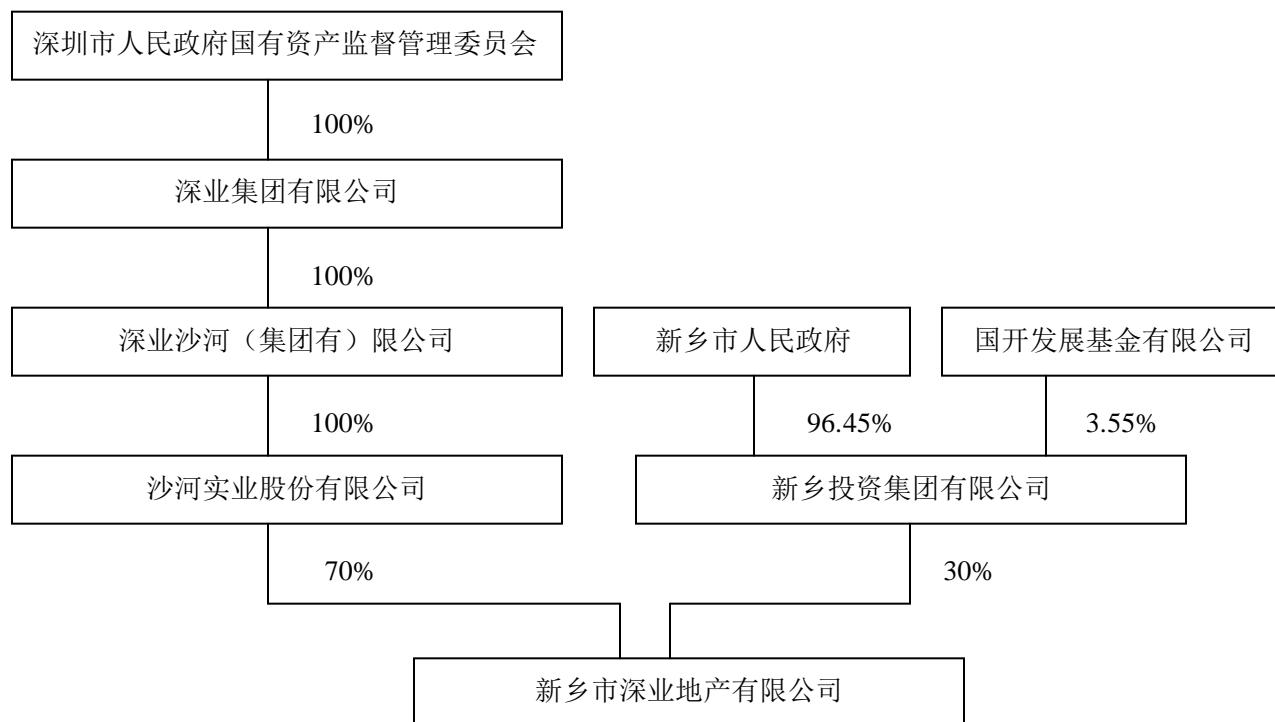 深圳市人民政府国有资产监督管理委员会
100%
深业集团有限公司
100%
深业沙河（集团有）限公司
新乡市人民政府
国开发展基金有限公司
100%
96.45%
3.55%
沙河实业股份有限公司
新乡投资集团有限公司
70%
30%
新乡市深业地产有限公司